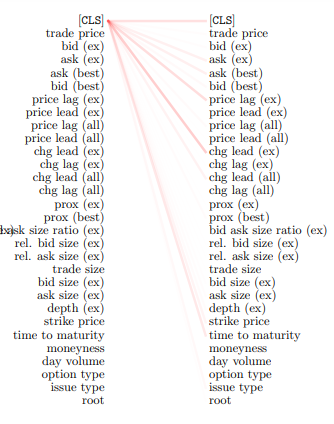 [CLS] [CLS]
trade price trade price
bid (ex) bid (ex)
ask (ex) ask (ex)
ask (best) ask (best)
bid (best) bid (best)
price lag (ex) price lag (ex)
price lead (ex) price lead (ex)
price lag (all) price lag (all)
price lead (all) price lead (all)
chg lead (ex) chg lead (ex)
chg lag (ex) chg lag (ex)
chg lead (all) chg lead (all)
chg lag (all) chg lag (all)
prox (ex) prox (ex)
prox (best) prox (best)
ask size ratio (ex) bid ask size ratio (ex)
rel. bid size (ex) rel. bid size (ex)
rel. ask size (ex) rel. ask size (ex)
trade size trade size
bid size (ex) bid size (ex)
ask size (ex) ask size (ex)
depth (ex) depth (ex)
strike price strike price
time to maturity time to maturity
moneyness moneyness
day volume day volume
option type option type
issue type issue type
root root